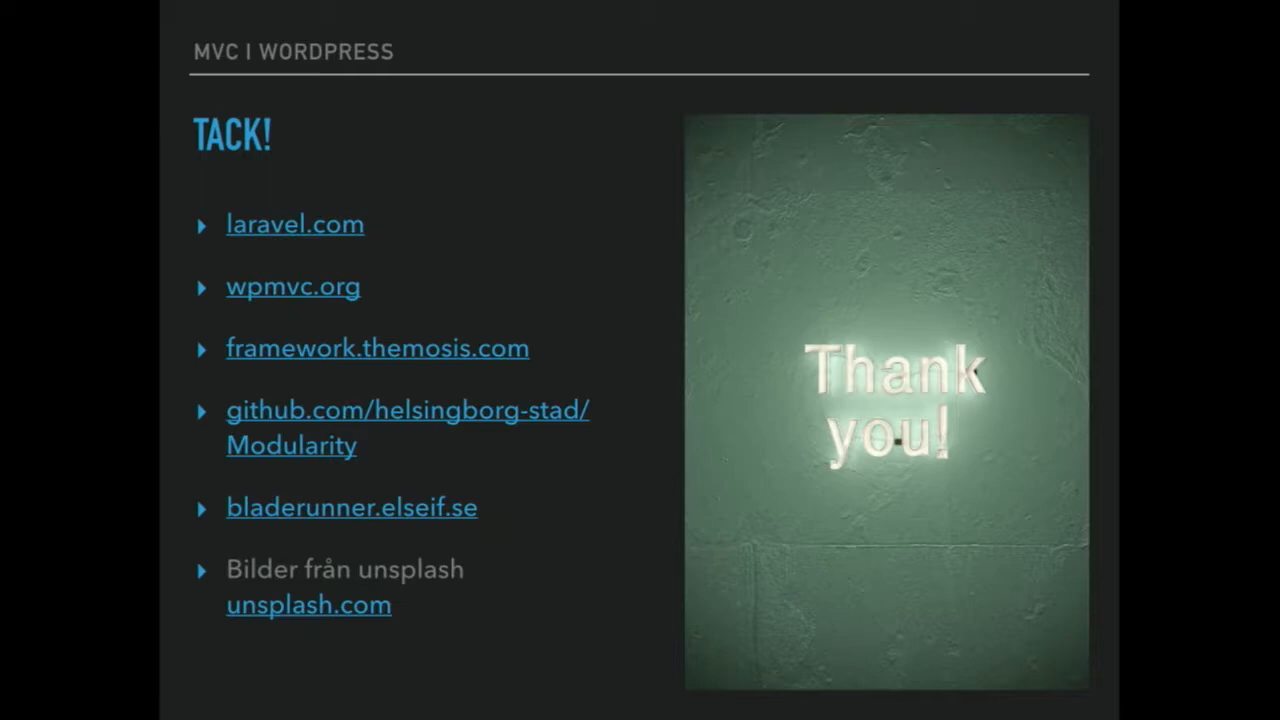 MVC I WORDPRESS
TACK!
laravel.com
wpmvc.org
framework.themosis.com
github.com/helsingborg-stad/
Modularity
bladerunner.elseif.se
Bilder från unsplash
unsplash.com
Thank
you!